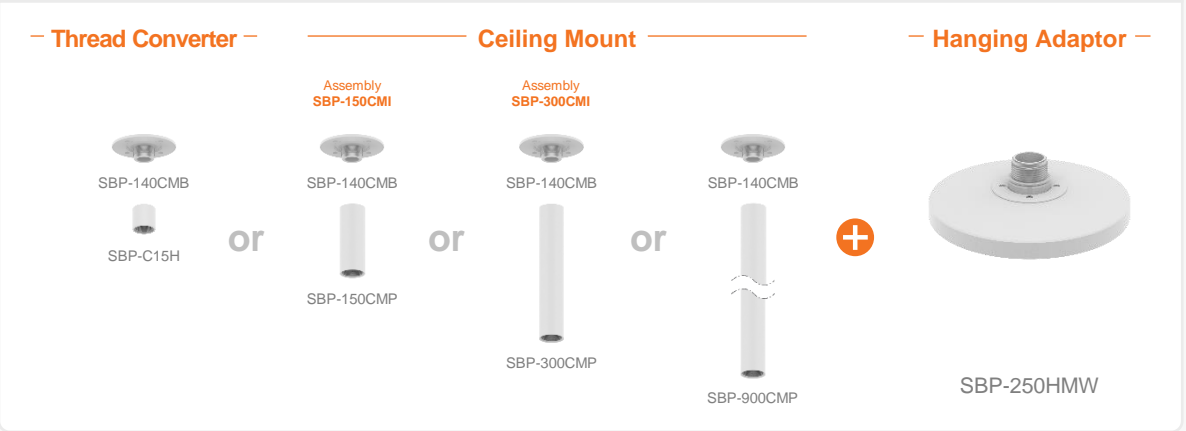 Thread Converter
Ceiling Mount
Hanging Adaptor
Assembly
SBP-150CMI
Assembly
SBP-300CMI
SBP-140CMB
SBP-140CMB
SBP-140CMB
SBP-140CMB
SBP-C15H
or
or
or
SBP-150CMP
SBP-300CMP
SBP-900CMP
SBP-250HMW